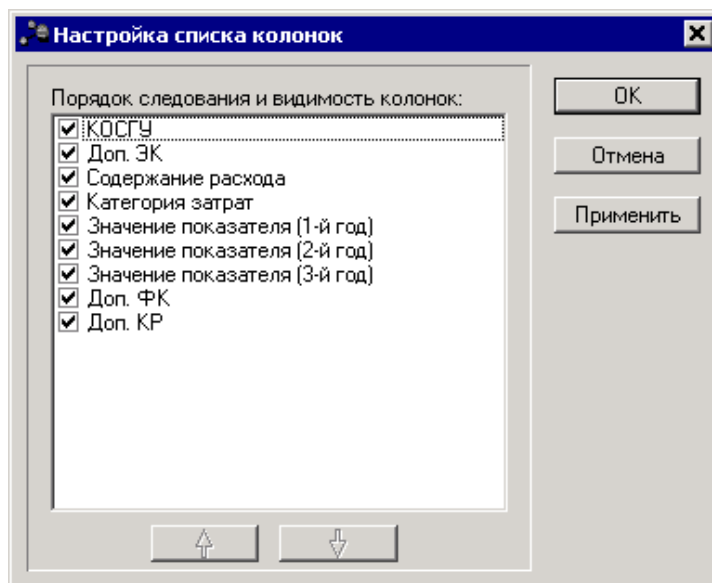 Настройка списка колонок
Порядок следования и видимость колонок:
КОСГУ
Доп. ЭК
Содержание расхода
Категория затрат
Значение показателя (1-й год)
Значение показателя (2-й год)
Значение показателя (3-й год)
Доп. ФК
Доп. КР
OK
Отмена
Применить